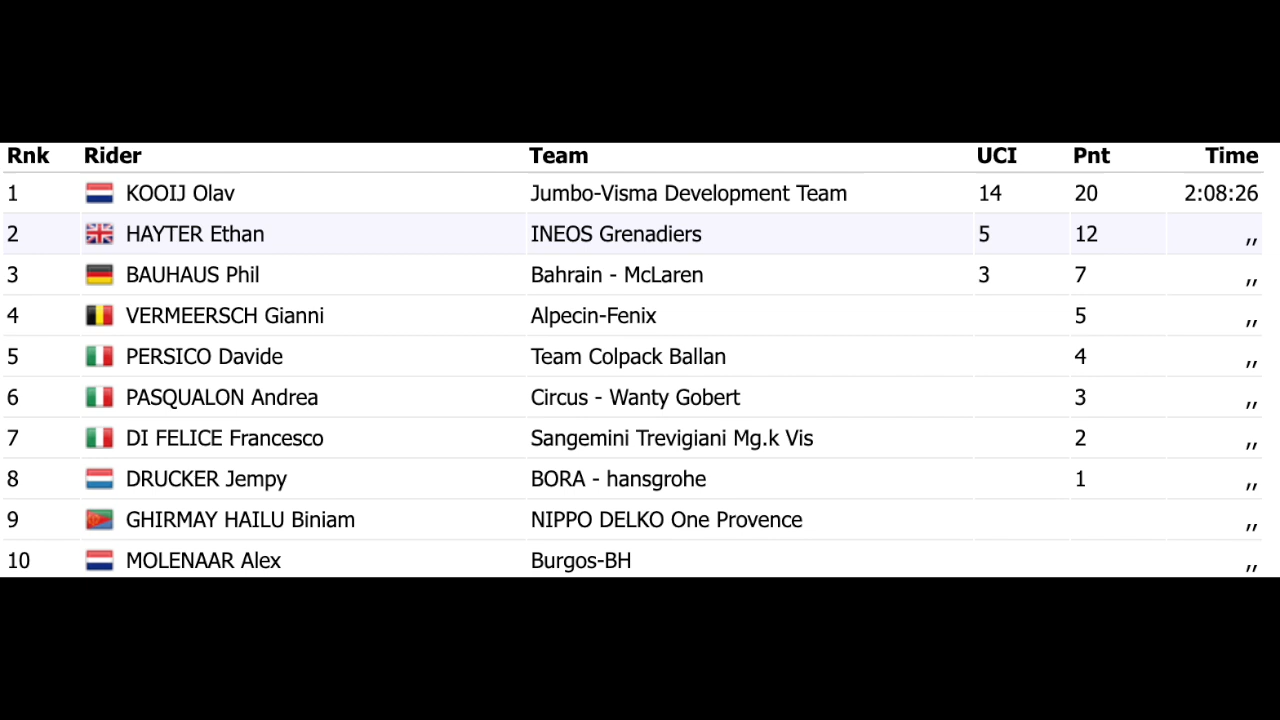 Rnk Rider Team UCI Pnt Time
1 KOOIJ Olav Jumbo-Visma Development Team 14 20 2:08:26
2 HAYTER Ethan INEOS Grenadiers 5 12 ,,
3 BAUHAUS Phil Bahrain - McLaren 3 7 ,,
4 VERMEERSCH Gianni Alpecin-Fenix 5 ,,
5 PERSICO Davide Team Colpack Ballan 4 ,,
6 PASQUALON Andrea Circus - Wanty Gobert 3 ,,
7 DI FELICE Francesco Sangemini Trevigiani Mg.k Vis 2 ,,
8 DRUCKER Jempy BORA - hansgrohe 1 ,,
9 GHIRMAY HAILU Biniam NIPPO DELKO One Provence ,,
10 MOLENAAR Alex Burgos-BH ,,